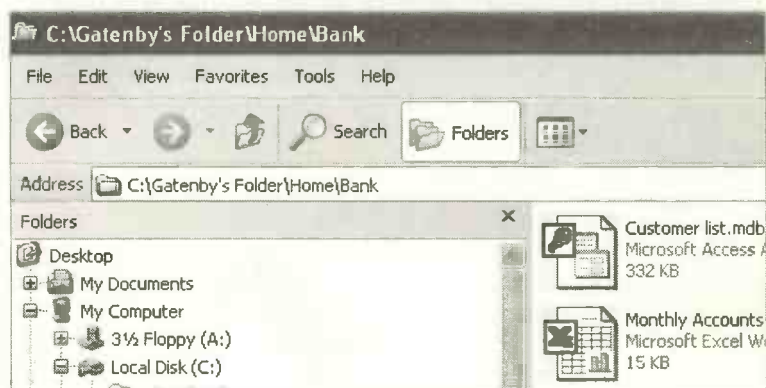 C:\Gatenby's Folder\Home\Bank
File Edit View Favorites Tools Help
Back Search Folders
Address C:\Gatenby's Folder\Home\Bank
Folders
Desktop
My Documents
My Computer
3½ Floppy (A:)
Local Disk (C:)
Customer list.mdb
Microsoft Access
332 KB
Monthly Accounts
Microsoft Excel
15 KB